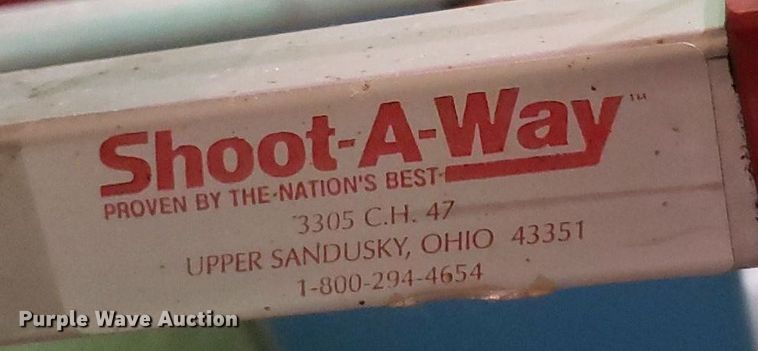 Shoot-A-Way™
PROVEN BY THE NATION'S BEST
3305 C.H. 47
UPPER SANDUSKY, OHIO 43351
1-800-294-4654
Purple Wave Auction